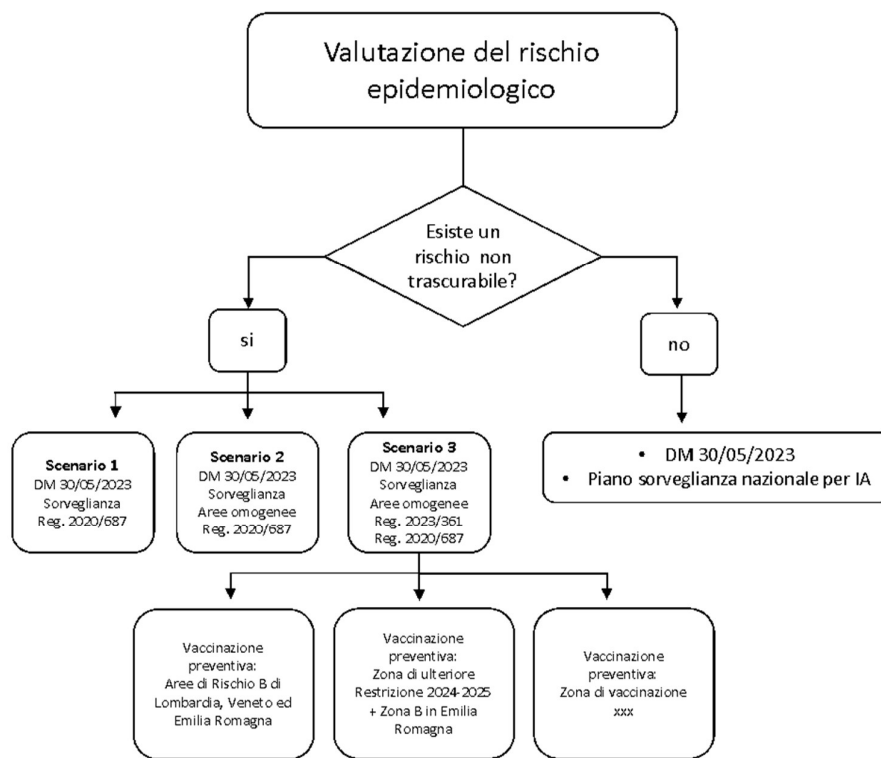 Valutazione del rischio
epidemiologico
Esiste un
rischio non
trascurabile?
si
no
Scenario 1
DM 30/05/2023
Sorveglianza
Reg. 2020/687
Scenario 2
DM 30/05/2023
Sorveglianza
Aree omogenee
Reg. 2020/687
Scenario 3
DM 30/05/2023
Sorveglianza
Aree omogenee
Reg. 2023/361
Reg. 2020/687
• DM 30/05/2023
• Piano sorveglianza nazionale per IA
Vaccinazione
preventiva:
Aree di Rischio B di
Lombardia, Veneto ed
Emilia Romagna
Vaccinazione
preventiva:
Zona di ulteriore
Restrizione 2024-2025
+ Zona B in Emilia
Romagna
Vaccinazione
preventiva:
Zona di vaccinazione
xxx